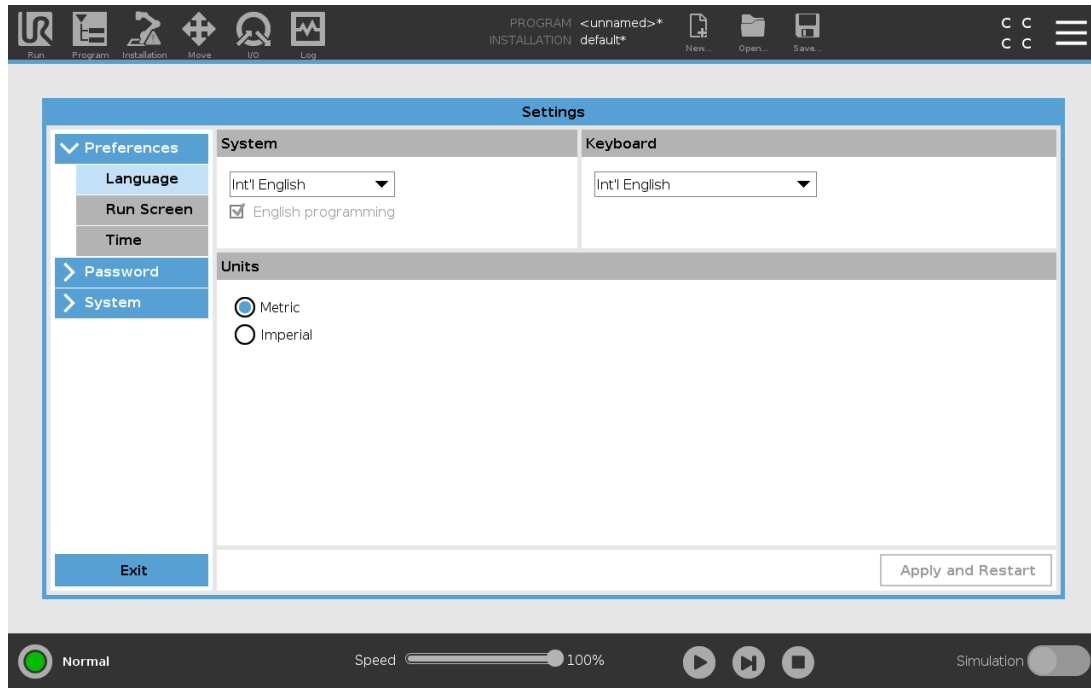 PROGRAM <unnamed>*
INSTALLATION default*
C C
C C
Run Program Installation Move I/O Log New... Open... Save...
Settings
Preferences
Language
Run Screen
Time
Password
System
Exit
System
Int'l English
English programming
Keyboard
Int'l English
Units
Metric
Imperial
Apply and Restart
Normal
Speed 100%
Simulation